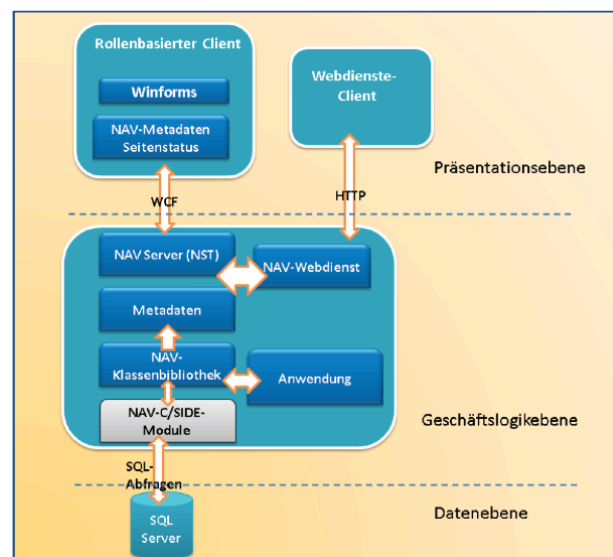 Rollenbasierter Client
Winforms
NAV-Metadaten
Seitenstatus
Webdienste-
Client
Präsentationsebene
WCF
HTTP
NAV Server (NST)
NAV-Webdienst
Metadaten
NAV-
Klassenbibliothek
Anwendung
NAV-C/SIDE-
Module
Geschäftslogikebene
SQL-
Abfragen
SQL
Server
Datenebene